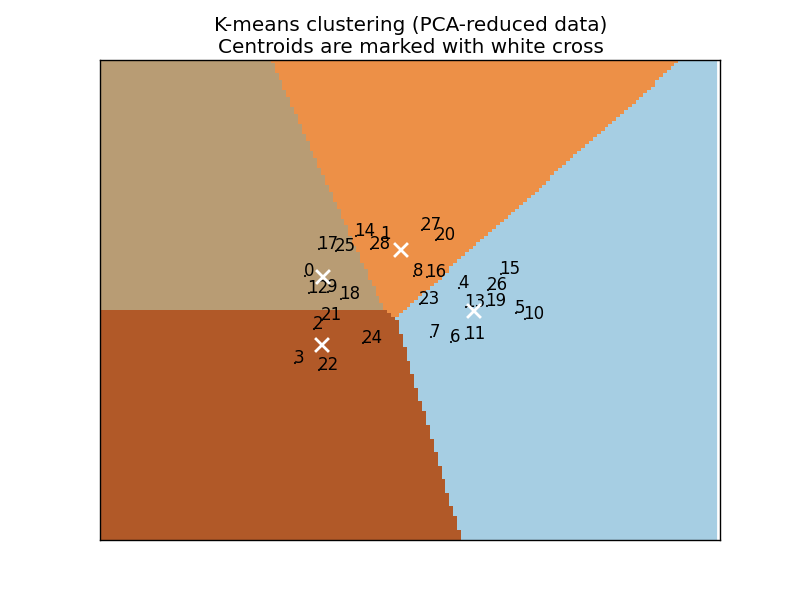 K-means clustering (PCA-reduced data)
Centroids are marked with white cross
27
14 1 20
17 25 28
0 8 16 15
12 9 18 4 26
23 13 19
21 5 10
2
24 7 6 11
3 22